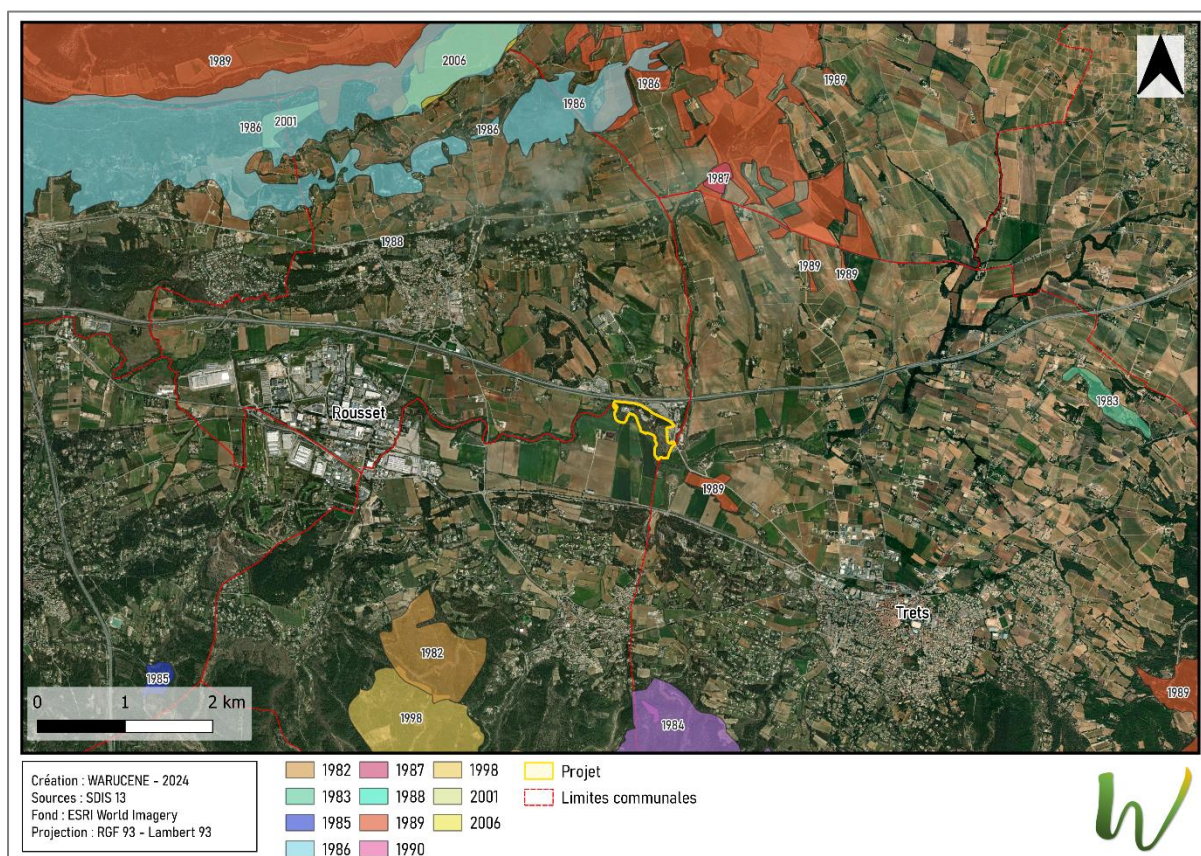 1989
2006
1989
1986
1986
1986
2001
1986
1987
1988
1989
1989
1983
Rousset
1989
Trets
1982
1985
1989
1998
1984
0 1 2 km
Création : WARUCENE - 2024
Sources : SDIS 13
Fond : ESRI World Imagery
Projection : RGF 93 - Lambert 93
1982 1987 1998 Projet
1983 1988 2001 Limites communales
1985 1989 2006
1986 1990